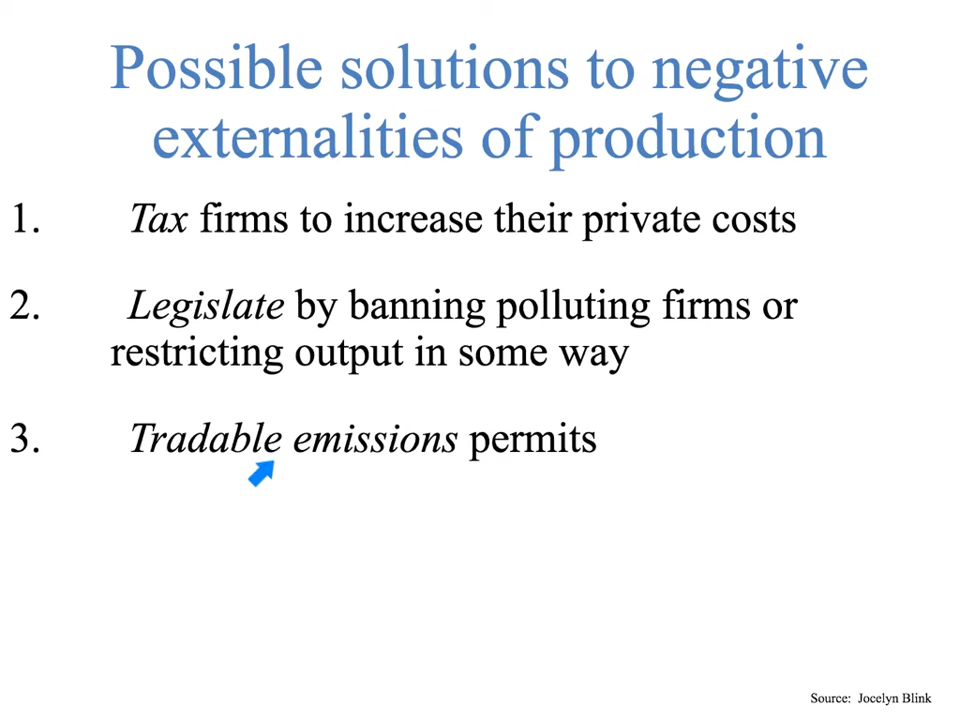 Possible solutions to negative
externalities of production
1. Tax firms to increase their private costs
2. Legislate by banning polluting firms or
restricting output in some way
3. Tradable emissions permits
Source: Jocelyn Blink